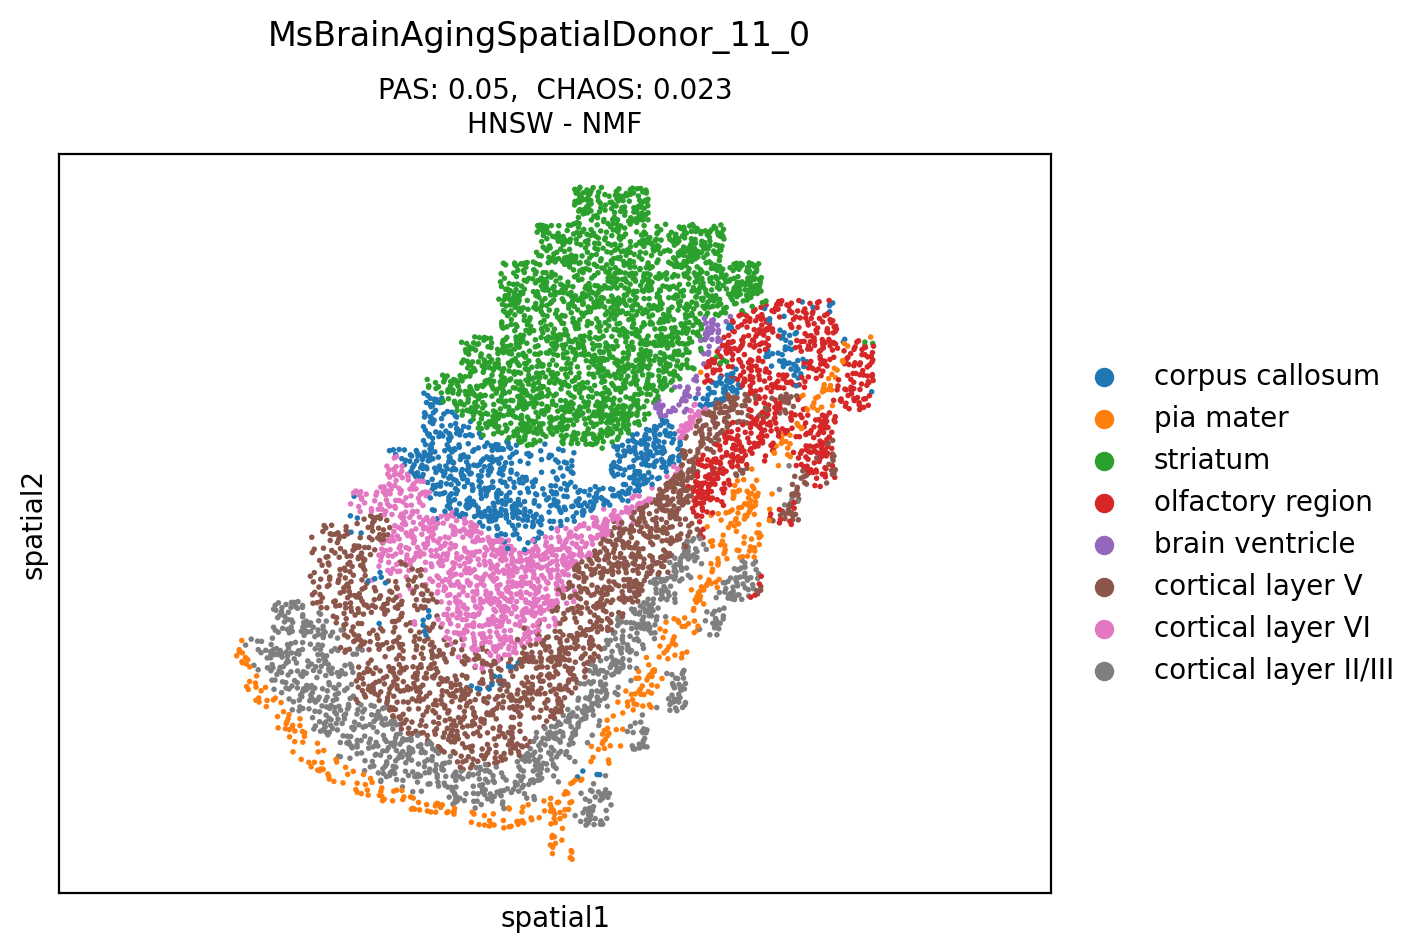 MsBrainAgingSpatialDonor_11_0
PAS: 0.05,  CHAOS: 0.023
HNSW - NMF
spatial2
spatial1
corpus callosum
pia mater
striatum
olfactory region
brain ventricle
cortical layer V
cortical layer VI
cortical layer II/III